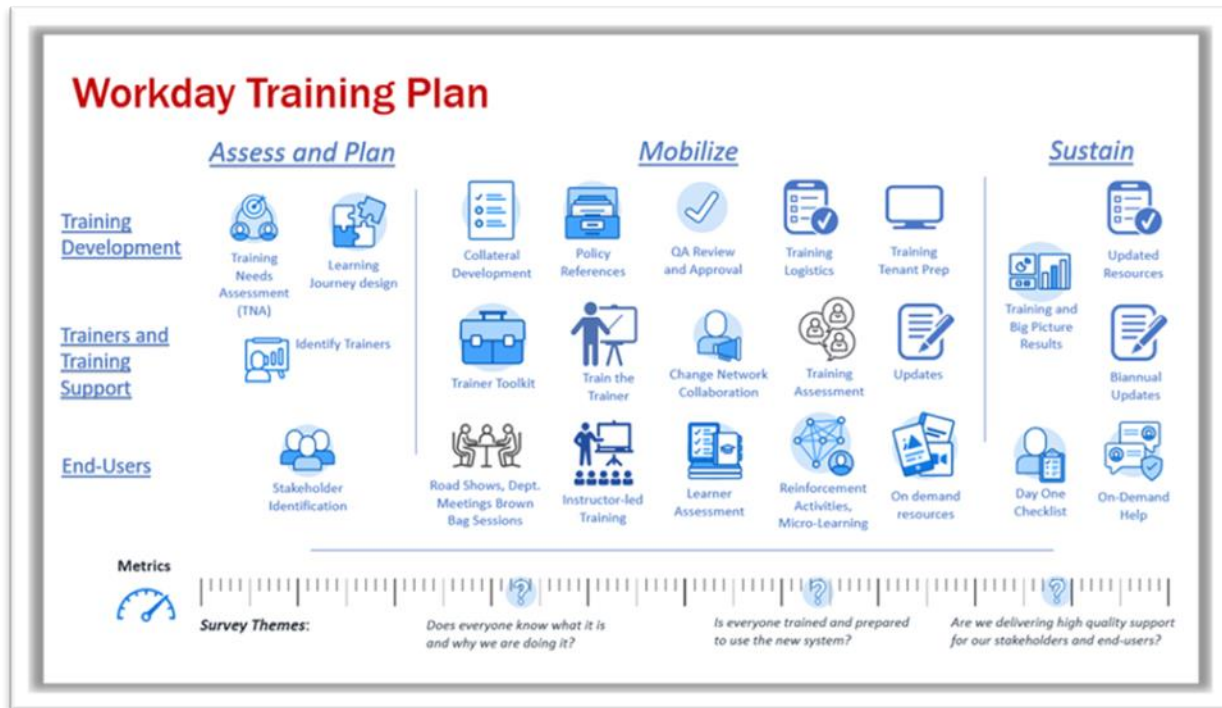 Workday Training Plan
Assess and Plan
Mobilize
Sustain
Training
Development
Training
Needs
Assessment
(TNA)
Learning
Journey design
Collateral
Development
Policy
References
QA Review
and Approval
Training
Logistics
Training
Tenant Prep
Updated
Resources
Training and
Big Picture
Results
Trainers and
Training
Support
Identify Trainers
Trainer Toolkit
Train the
Trainer
Change Network
Collaboration
Training
Assessment
Updates
Biannual
Updates
End-Users
Stakeholder
Identification
Road Shows, Dept.
Meetings Brown
Bag Sessions
Instructor-led
Training
Learner
Assessment
Reinforcement
Activities,
Micro-Learning
On demand
resources
Day One
Checklist
On-Demand
Help
Metrics
?
?
?
Survey Themes:
Does everyone know what it is
and why we are doing it?
Is everyone trained and prepared
to use the new system?
Are we delivering high quality support
for our stakeholders and end-users?